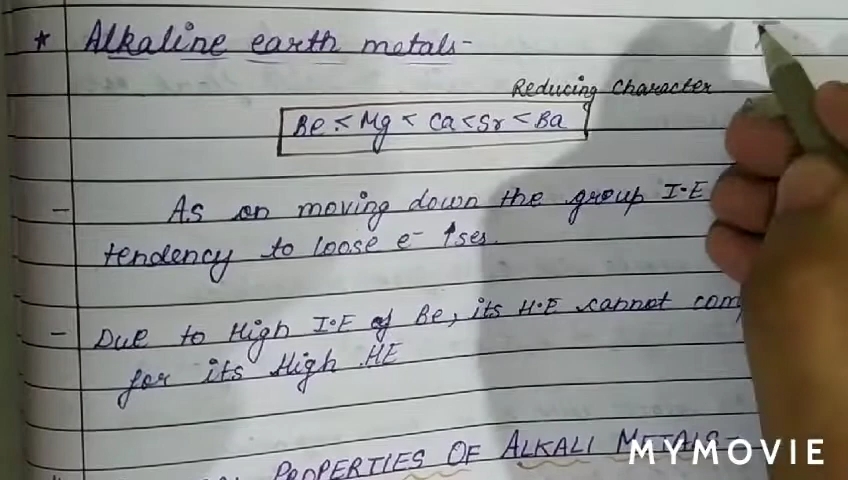 * Alkaline earth metals-
Reducing Character
Be < Mg < Ca < Sr < Ba
- As on moving down the group I·E
tendency to loose e- ↑ses.
- Due to High I·E of Be, its H·E cannot com
for its High HE
PROPERTIES OF ALKALI METALS-
MYMOVIE